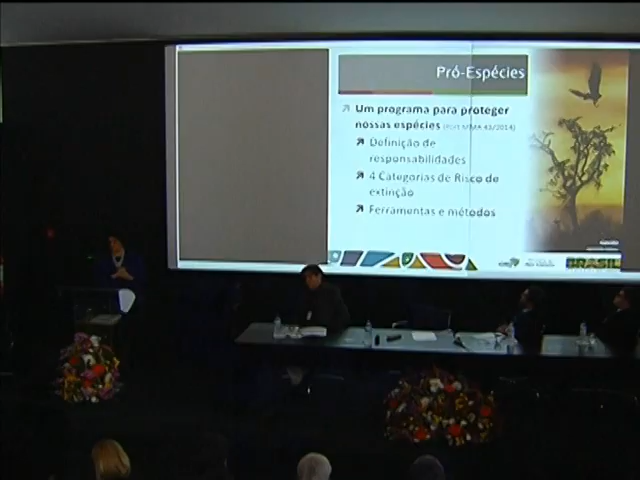 Pró-Espécies
Um programa para proteger
nossas espécies (Port MMA 43/2014)
Definição de
responsabilidades
4 Categorias de Risco de
extinção
Ferramentas e métodos
BRASIL